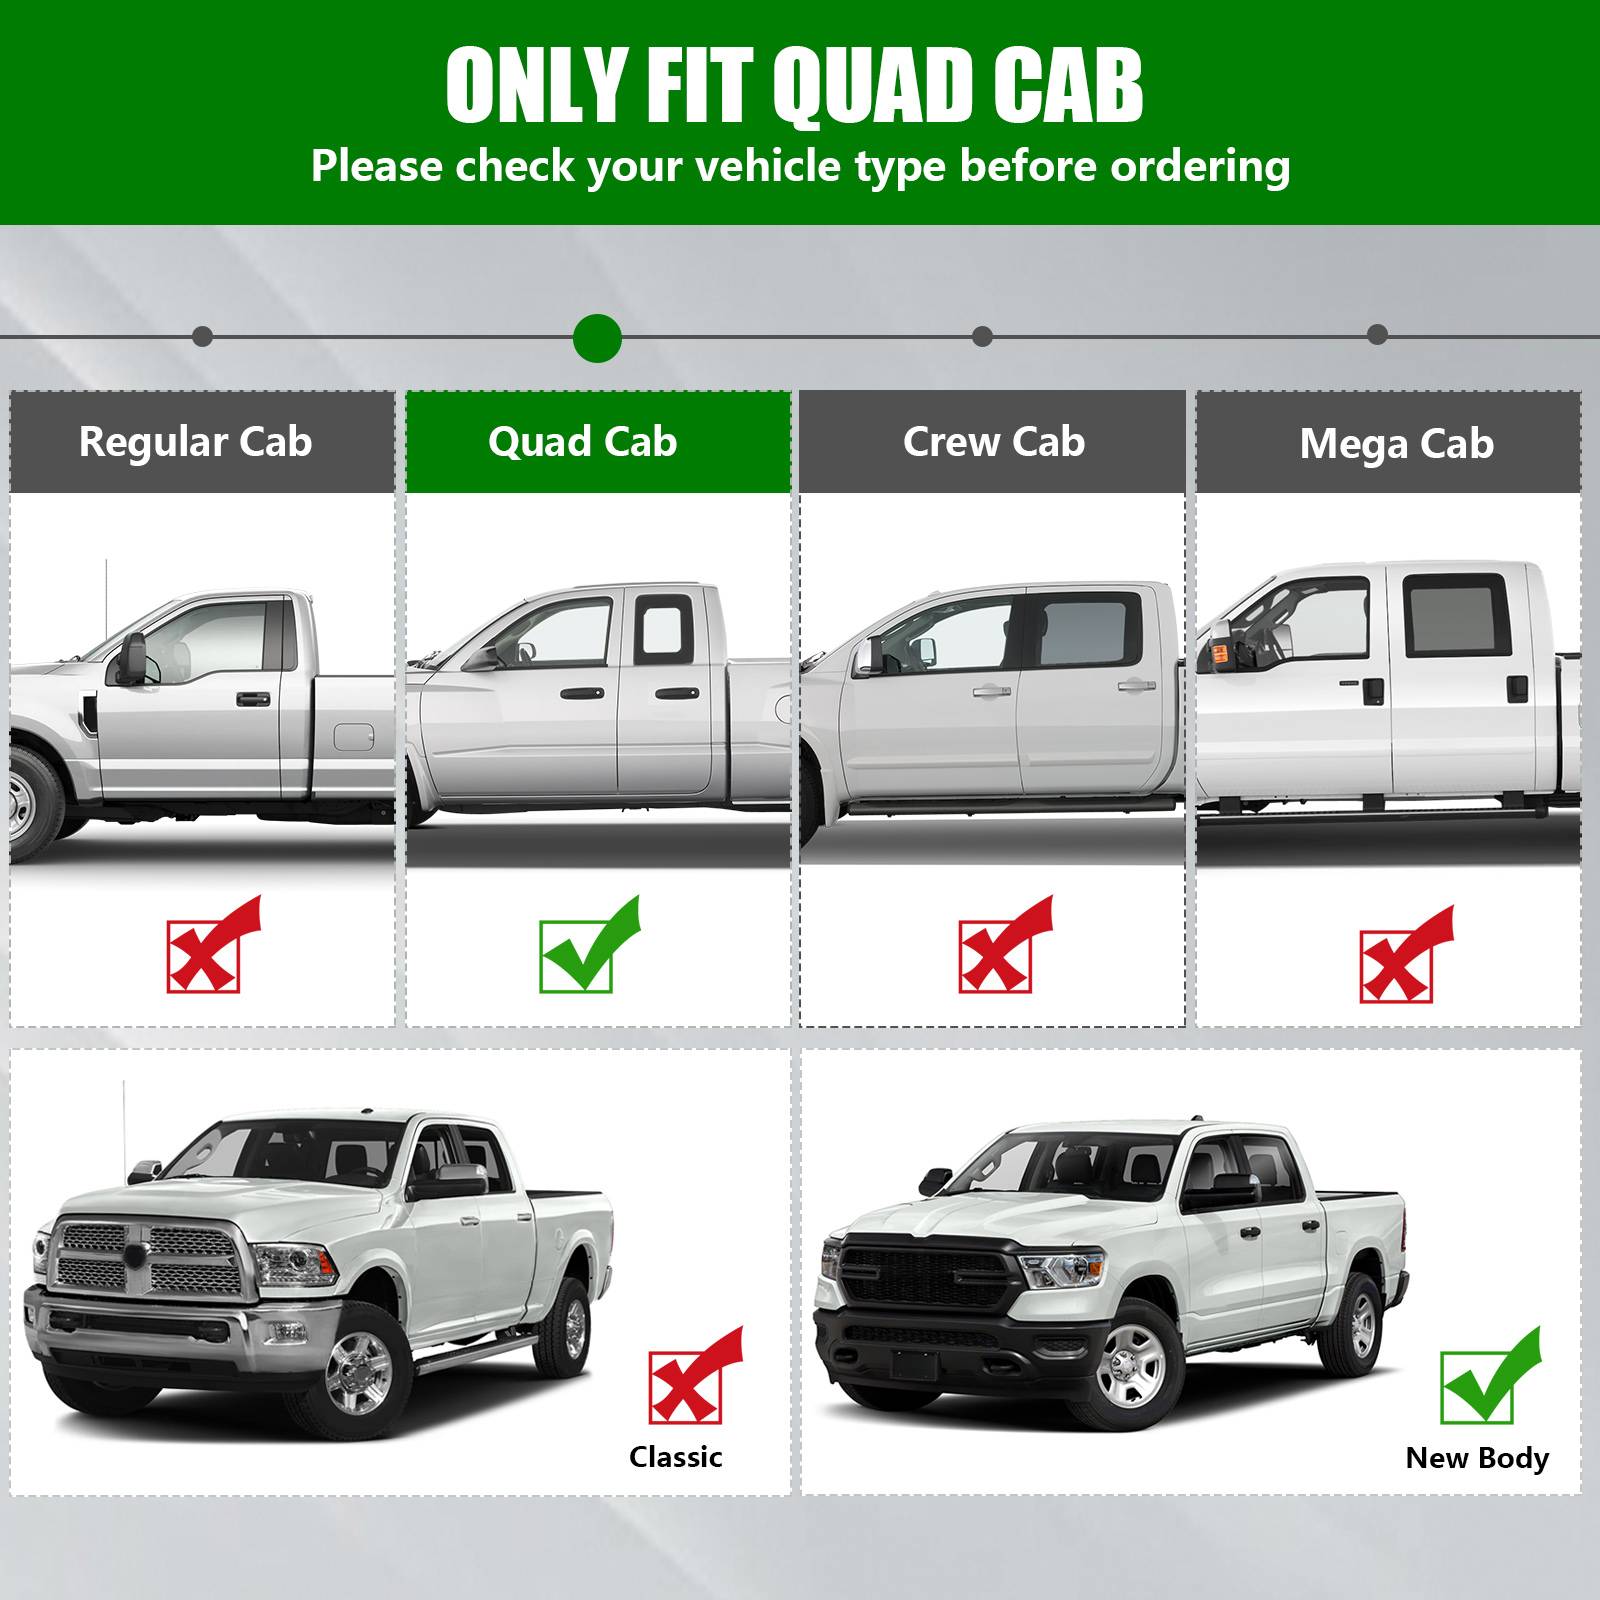 ONLY FIT QUAD CAB
Please check your vehicle type before ordering
Regular Cab
Quad Cab
Crew Cab
Mega Cab
Classic
New Body